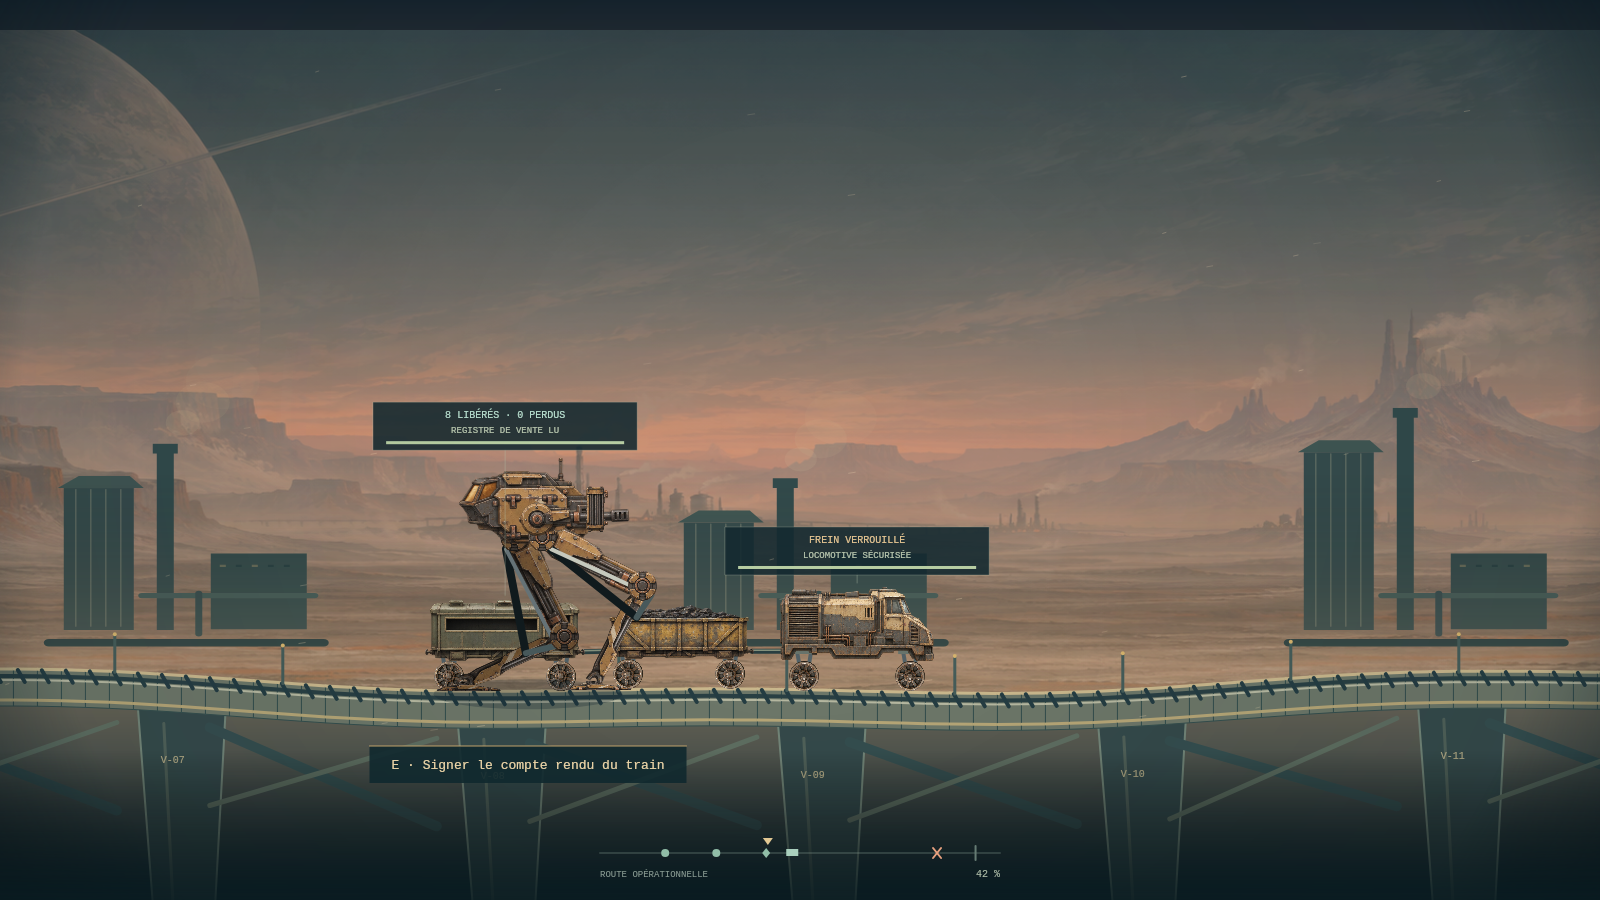 8 LIBÉRÉS · 0 PERDUS
REGISTRE DE VENTE LU
FREIN VERROUILLÉ
LOCOMOTIVE SÉCURISÉE
V-07
V-09
V-10
V-11
E · Signer le compte rendu du train
ROUTE OPÉRATIONNELLE
42 %